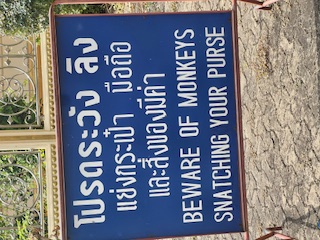 โปรดระวัง ลิง
แย่งกระเป๋า มือถือ
และสิ่งของมีค่า
BEWARE OF MONKEYS
SNATCHING YOUR PURSE